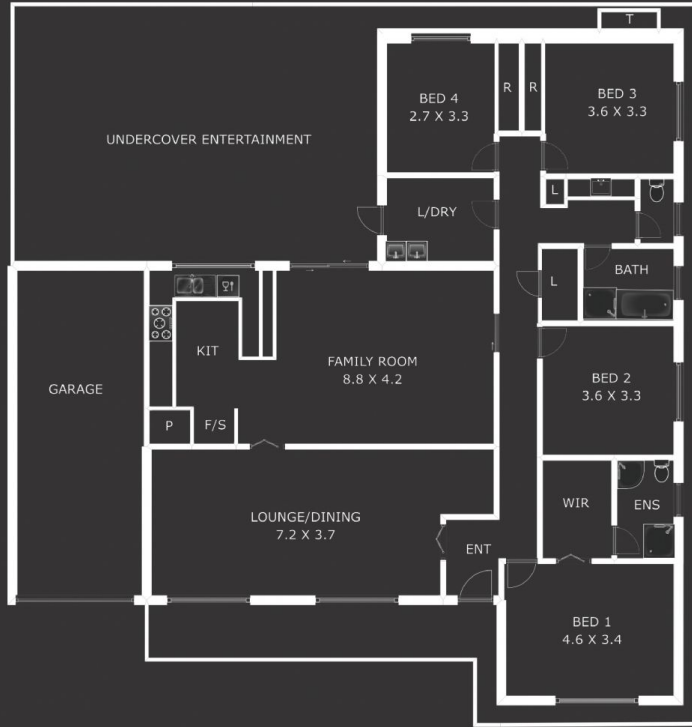 T
BED 4
2.7 X 3.3
R
R
BED 3
3.6 X 3.3
UNDERCOVER ENTERTAINMENT
L/DRY
L
BATH
L
KIT
FAMILY ROOM
8.8 X 4.2
GARAGE
BED 2
3.6 X 3.3
P
F/S
LOUNGE/DINING
7.2 X 3.7
WIR
ENS
ENT
BED 1
4.6 X 3.4